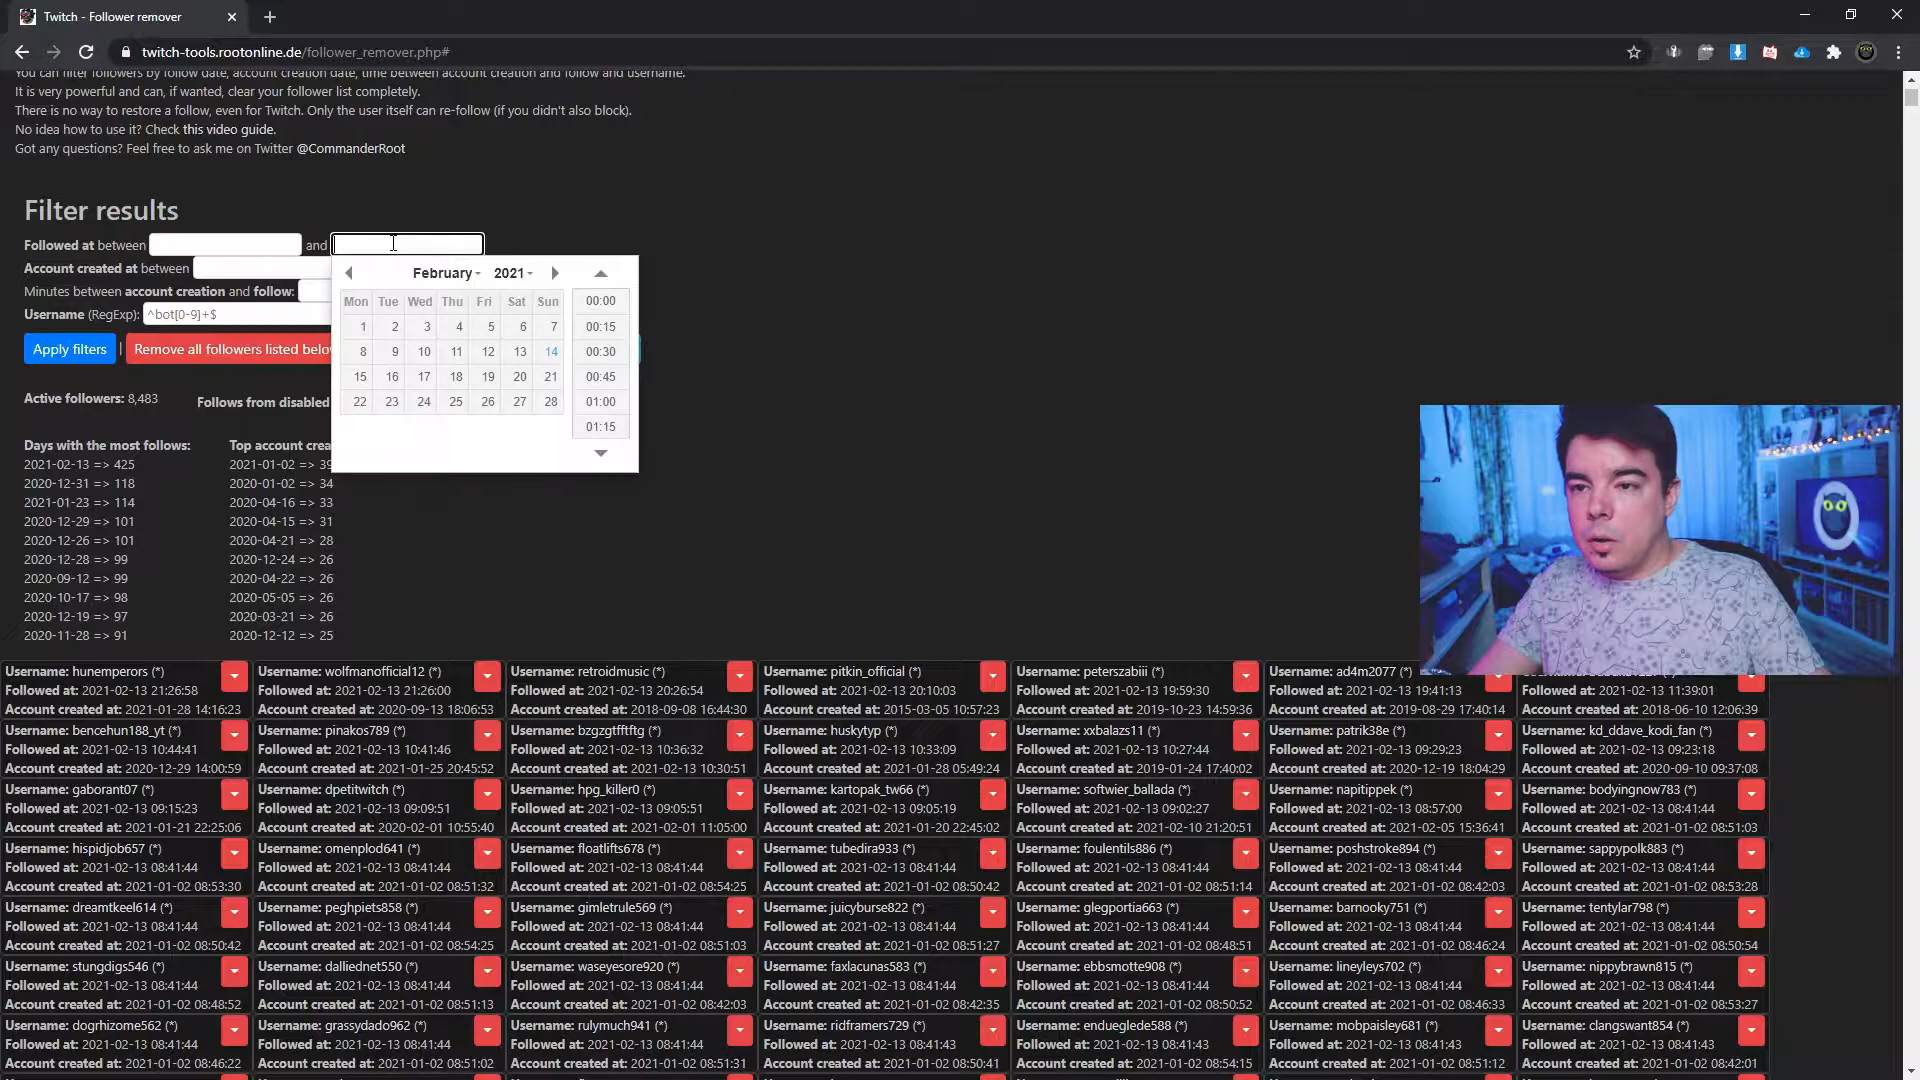 Twitch - Follower remover
twitch-tools.rootonline.de/follower_remover.php#
You can filter followers by follow date, account creation date, time between account creation and follow and username.
It is very powerful and can, if wanted, clear your follower list completely.
There is no way to restore a follow, even for Twitch. Only the user itself can re-follow (if you didn't also block).
No idea how to use it? Check this video guide.
Got any questions? Feel free to ask me on Twitter @CommanderRoot
Filter results
Followed at between and
Account created at between
Minutes between account creation and follow:
Username (RegExp): ^bot[0-9]+$
Apply filters | Remove all followers listed belo
February 2021
Mon Tue Wed Thu Fri Sat Sun
1 2 3 4 5 6 7
8 9 10 11 12 13 14
15 16 17 18 19 20 21
22 23 24 25 26 27 28
00:00
00:15
00:30
00:45
01:00
01:15
Active followers: 8,483 Follows from disabled
Days with the most follows:
2021-02-13 => 425
2020-12-31 => 118
2021-01-23 => 114
2020-12-29 => 101
2020-12-26 => 101
2020-12-28 => 99
2020-09-12 => 99
2020-10-17 => 98
2020-12-19 => 97
2020-11-28 => 91
Top account crea
2021-01-02 => 39
2020-01-02 => 34
2020-04-16 => 33
2020-04-15 => 31
2020-04-21 => 28
2020-12-24 => 26
2020-04-22 => 26
2020-05-05 => 26
2020-03-21 => 26
2020-12-12 => 25
Username: hunemperors (*) Username: wolfmanofficial12 (*) Username: retroidmusic (*) Username: pitkin_official (*) Username: peterszabiii (*) Username: ad4m2077 (*)
Followed at: 2021-02-13 21:26:58 Followed at: 2021-02-13 21:26:00 Followed at: 2021-02-13 20:26:54 Followed at: 2021-02-13 20:10:03 Followed at: 2021-02-13 19:59:30 Followed at: 2021-02-13 19:41:13 Followed at: 2021-02-13 11:39:01
Account created at: 2021-01-28 14:16:23 Account created at: 2020-09-13 18:06:53 Account created at: 2018-09-08 16:44:30 Account created at: 2015-03-05 10:57:23 Account created at: 2019-10-23 14:59:36 Account created at: 2019-08-29 17:40:14 Account created at: 2018-06-10 12:06:39
Username: bencehun188_yt (*) Username: pinakos789 (*) Username: bzgzgtfftftg (*) Username: huskytyp (*) Username: xxbalazs11 (*) Username: patrik38e (*) Username: kd_ddave_kodi_fan (*)
Followed at: 2021-02-13 10:44:41 Followed at: 2021-02-13 10:41:46 Followed at: 2021-02-13 10:36:32 Followed at: 2021-02-13 10:33:09 Followed at: 2021-02-13 10:27:44 Followed at: 2021-02-13 09:29:23 Followed at: 2021-02-13 09:23:18
Account created at: 2020-12-29 14:00:59 Account created at: 2021-01-25 20:45:52 Account created at: 2021-02-13 10:30:51 Account created at: 2021-01-28 05:49:24 Account created at: 2019-01-24 17:40:02 Account created at: 2020-12-19 18:04:29 Account created at: 2020-09-10 09:37:08
Username: gaborant07 (*) Username: dpetitwitch (*) Username: hpg_killer0 (*) Username: kartopak_tw66 (*) Username: softwier_ballada (*) Username: napitippek (*) Username: bodyingnow783 (*)
Followed at: 2021-02-13 09:15:23 Followed at: 2021-02-13 09:09:51 Followed at: 2021-02-13 09:05:51 Followed at: 2021-02-13 09:05:19 Followed at: 2021-02-13 09:02:27 Followed at: 2021-02-13 08:57:00 Followed at: 2021-02-13 08:41:44
Account created at: 2021-01-21 22:25:06 Account created at: 2020-02-01 10:55:40 Account created at: 2021-02-01 11:05:00 Account created at: 2021-01-20 22:45:02 Account created at: 2021-02-10 21:20:51 Account created at: 2021-02-05 15:36:41 Account created at: 2021-01-02 08:51:03
Username: hispidjob657 (*) Username: omenplod641 (*) Username: floatlifts678 (*) Username: tubedira933 (*) Username: foulentils886 (*) Username: poshstroke894 (*) Username: sappypolk883 (*)
Followed at: 2021-02-13 08:41:44 Followed at: 2021-02-13 08:41:44 Followed at: 2021-02-13 08:41:44 Followed at: 2021-02-13 08:41:44 Followed at: 2021-02-13 08:41:44 Followed at: 2021-02-13 08:41:44 Followed at: 2021-02-13 08:41:44
Account created at: 2021-01-02 08:53:30 Account created at: 2021-01-02 08:51:32 Account created at: 2021-01-02 08:54:25 Account created at: 2021-01-02 08:50:42 Account created at: 2021-01-02 08:51:14 Account created at: 2021-01-02 08:42:03 Account created at: 2021-01-02 08:53:28
Username: dreamtkeel614 (*) Username: peghpiets858 (*) Username: gimletrule569 (*) Username: juicyburse822 (*) Username: glegportia663 (*) Username: barnooky751 (*) Username: tentylar798 (*)
Followed at: 2021-02-13 08:41:44 Followed at: 2021-02-13 08:41:44 Followed at: 2021-02-13 08:41:44 Followed at: 2021-02-13 08:41:44 Followed at: 2021-02-13 08:41:44 Followed at: 2021-02-13 08:41:44 Followed at: 2021-02-13 08:41:44
Account created at: 2021-01-02 08:50:42 Account created at: 2021-01-02 08:54:25 Account created at: 2021-01-02 08:51:03 Account created at: 2021-01-02 08:51:27 Account created at: 2021-01-02 08:48:51 Account created at: 2021-01-02 08:46:24 Account created at: 2021-01-02 08:50:54
Username: stungdigs546 (*) Username: dalliednet550 (*) Username: waseyesore920 (*) Username: faxlacunas583 (*) Username: ebbsmotte908 (*) Username: lineyleys702 (*) Username: nippybrawn815 (*)
Followed at: 2021-02-13 08:41:44 Followed at: 2021-02-13 08:41:44 Followed at: 2021-02-13 08:41:44 Followed at: 2021-02-13 08:41:44 Followed at: 2021-02-13 08:41:44 Followed at: 2021-02-13 08:41:44 Followed at: 2021-02-13 08:41:44
Account created at: 2021-01-02 08:48:52 Account created at: 2021-01-02 08:51:13 Account created at: 2021-01-02 08:42:03 Account created at: 2021-01-02 08:42:35 Account created at: 2021-01-02 08:50:52 Account created at: 2021-01-02 08:46:33 Account created at: 2021-01-02 08:53:27
Username: dogrhizome562 (*) Username: grassydado962 (*) Username: rulymuch941 (*) Username: ridframers729 (*) Username: endueglede588 (*) Username: mobpaisley681 (*) Username: clangswant854 (*)
Followed at: 2021-02-13 08:41:44 Followed at: 2021-02-13 08:41:44 Followed at: 2021-02-13 08:41:44 Followed at: 2021-02-13 08:41:43 Followed at: 2021-02-13 08:41:43 Followed at: 2021-02-13 08:41:43 Followed at: 2021-02-13 08:41:43
Account created at: 2021-01-02 08:46:22 Account created at: 2021-01-02 08:51:02 Account created at: 2021-01-02 08:51:31 Account created at: 2021-01-02 08:50:41 Account created at: 2021-01-02 08:54:15 Account created at: 2021-01-02 08:51:12 Account created at: 2021-01-02 08:42:01